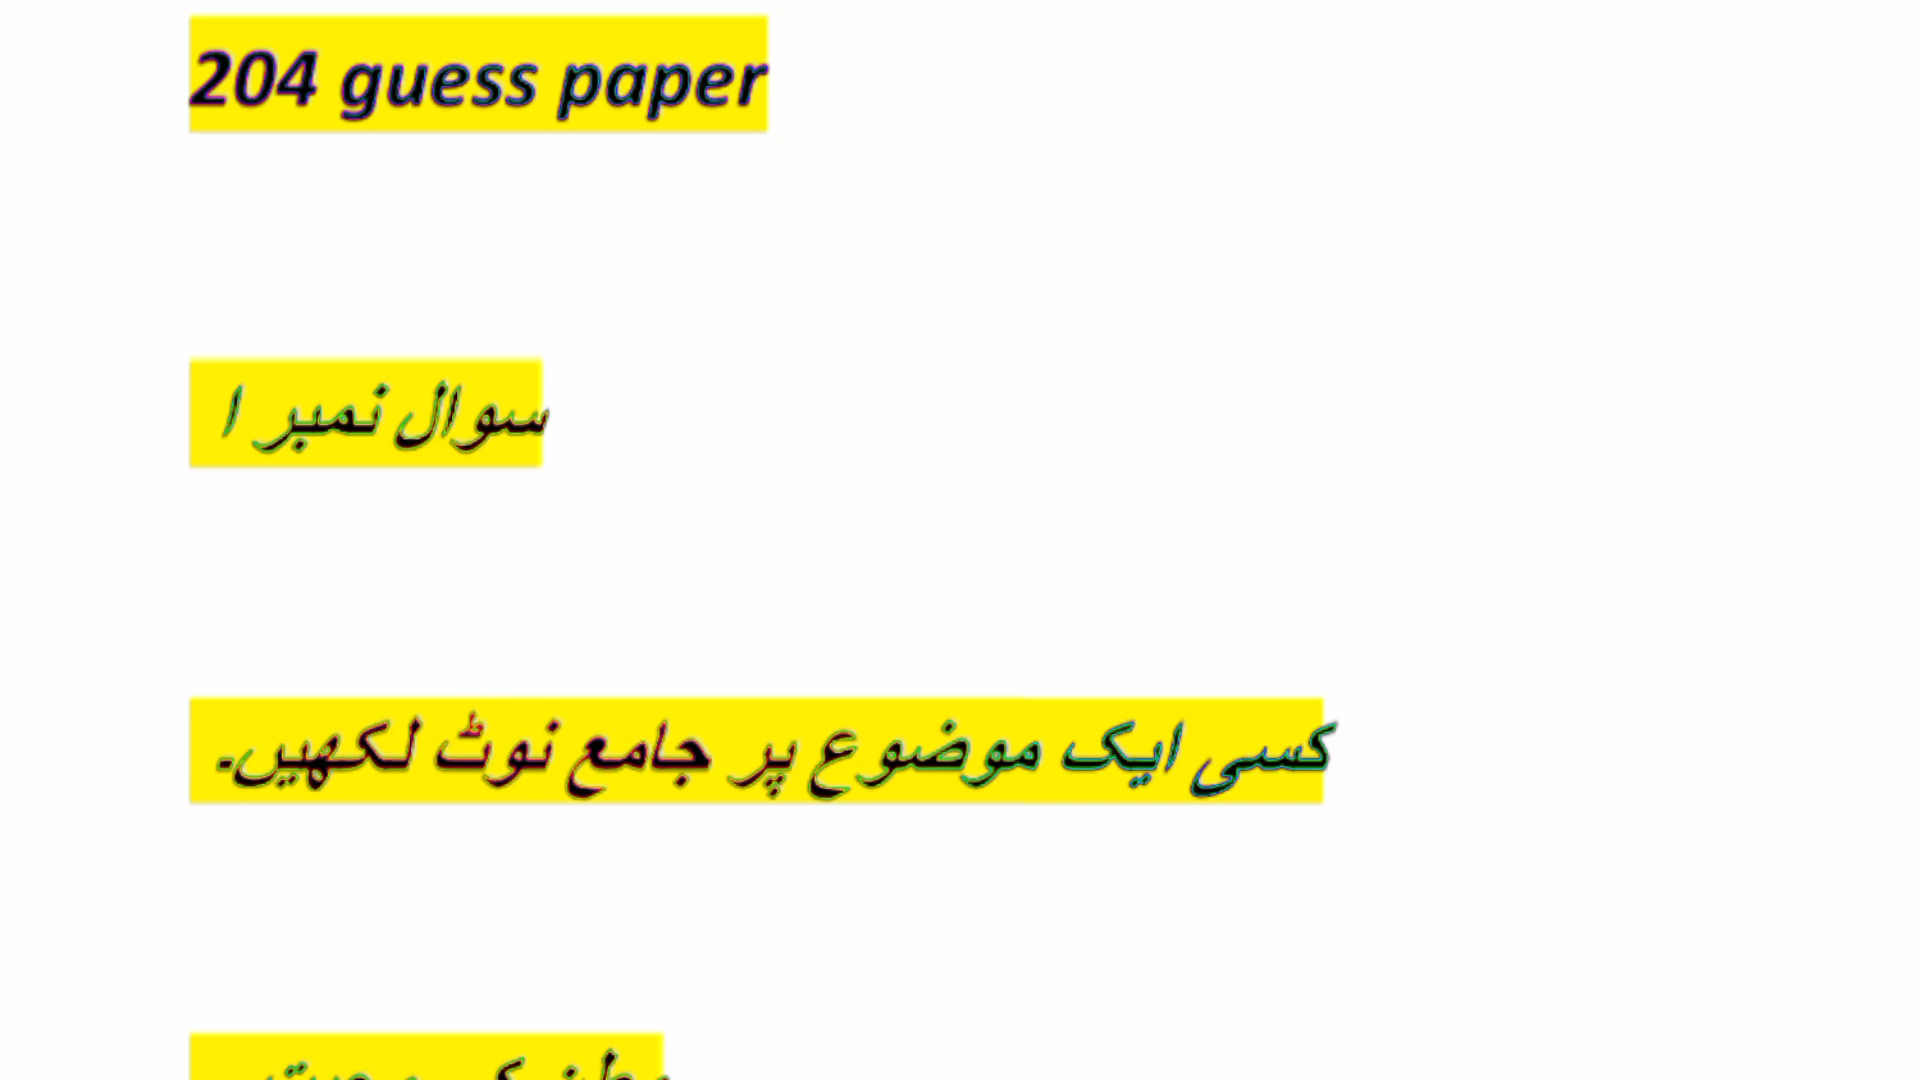 204 guess paper
سوال نمبر ا
کسی ایک موضوع پر جامع نوٹ لکھیں۔